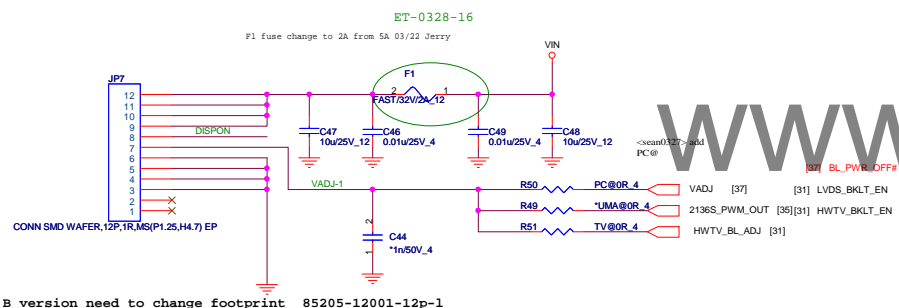 ET-0328-16
F1 fuse change to 2A from 5A 03/22 Jerry
VIN
JP7
F1
2 1
FAST/32V/2A_12
12
11
10
9
8
7
6
5
4
3
2
1
DISPON
C47
10u/25V_12
C46
0.01u/25V_4
C49
0.01u/25V_4
C48
10u/25V_12
<sean0327> add
PC@
WWW
[37] BL_PWR_OFF#
VADJ-1
R50 PC@0R_4 VADJ [37] [31] LVDS_BKLT_EN
R49 *UMA@0R_4 2136S_PWM_OUT [35] [31] HWTV_BKLT_EN
R51 TV@0R_4 HWTV_BL_ADJ [31]
CONN SMD WAFER,12P,1R,MS(P1.25,H4.7) EP
2
C44
*1n/50V_4
1
B version need to change footprint 85205-12001-12p-l